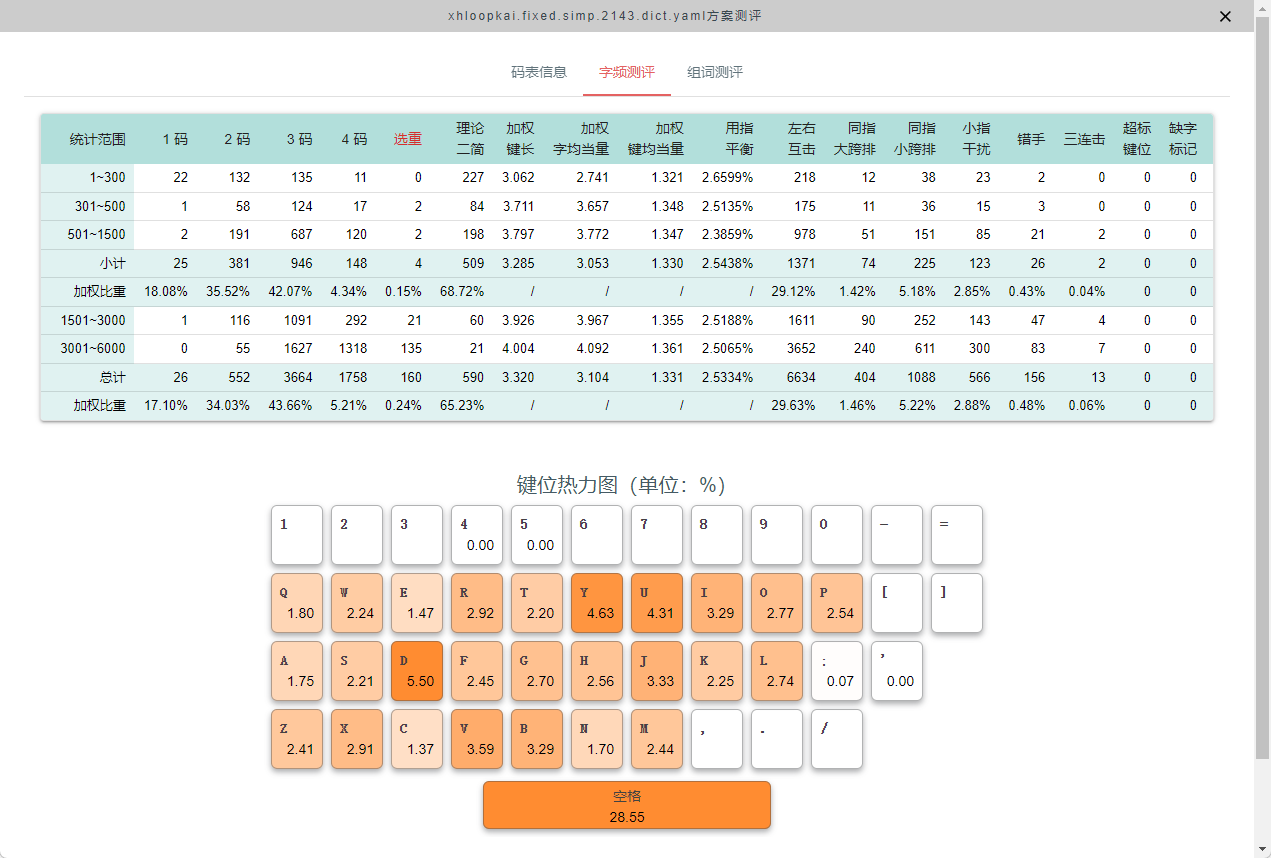 xhloopkai.fixed.simp.2143.dict.yaml方案测评
码表信息 字频测评 组词测评
统计范围 1 码 2 码 3 码 4 码 选重 理论二简 加权键长 加权字均当量 加权键均当量 用指平衡 左右互击 同指大跨排 同指小跨排 小指干扰 错手 三连击 超标键位 缺字标记
1~300 22 132 135 11 0 227 3.062 2.741 1.321 2.6599% 218 12 38 23 2 0 0 0
301~500 1 58 124 17 2 84 3.711 3.657 1.348 2.5135% 175 11 36 15 3 0 0 0
501~1500 2 191 687 120 2 198 3.797 3.772 1.347 2.3859% 978 51 151 85 21 2 0 0
小计 25 381 946 148 4 509 3.285 3.053 1.330 2.5438% 1371 74 225 123 26 2 0 0
加权比重 18.08% 35.52% 42.07% 4.34% 0.15% 68.72% / / / / 29.12% 1.42% 5.18% 2.85% 0.43% 0.04% 0 0
1501~3000 1 116 1091 292 21 60 3.926 3.967 1.355 2.5188% 1611 90 252 143 47 4 0 0
3001~6000 0 55 1627 1318 135 21 4.004 4.092 1.361 2.5065% 3652 240 611 300 83 7 0 0
总计 26 552 3664 1758 160 590 3.320 3.104 1.331 2.5334% 6634 404 1088 566 156 13 0 0
加权比重 17.10% 34.03% 43.66% 5.21% 0.24% 65.23% / / / / 29.63% 1.46% 5.22% 2.88% 0.48% 0.06% 0 0
键位热力图（单位：%）
1 2 3 4 5 6 7 8 9 0 - =
0.00 0.00
Q W E R T Y U I O P [ ]
1.80 2.24 1.47 2.92 2.20 4.63 4.31 3.29 2.77 2.54
A S D F G H J K L : ,
1.75 2.21 5.50 2.45 2.70 2.56 3.33 2.25 2.74 0.07 0.00
Z X C V B N M , . /
2.41 2.91 1.37 3.59 3.29 1.70 2.44
空格
28.55